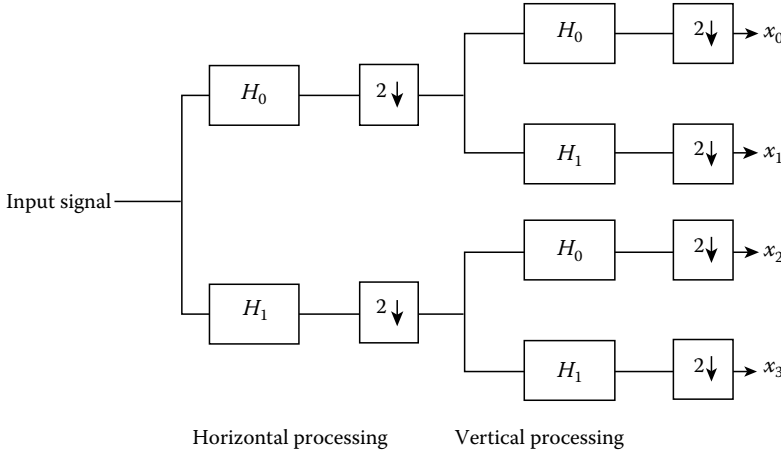 H₀ 2↓ x₀
H₀ 2↓
H₁ 2↓ x₁
Input signal
H₀ 2↓ x₂
H₁ 2↓
H₁ 2↓ x₃
Horizontal processing Vertical processing